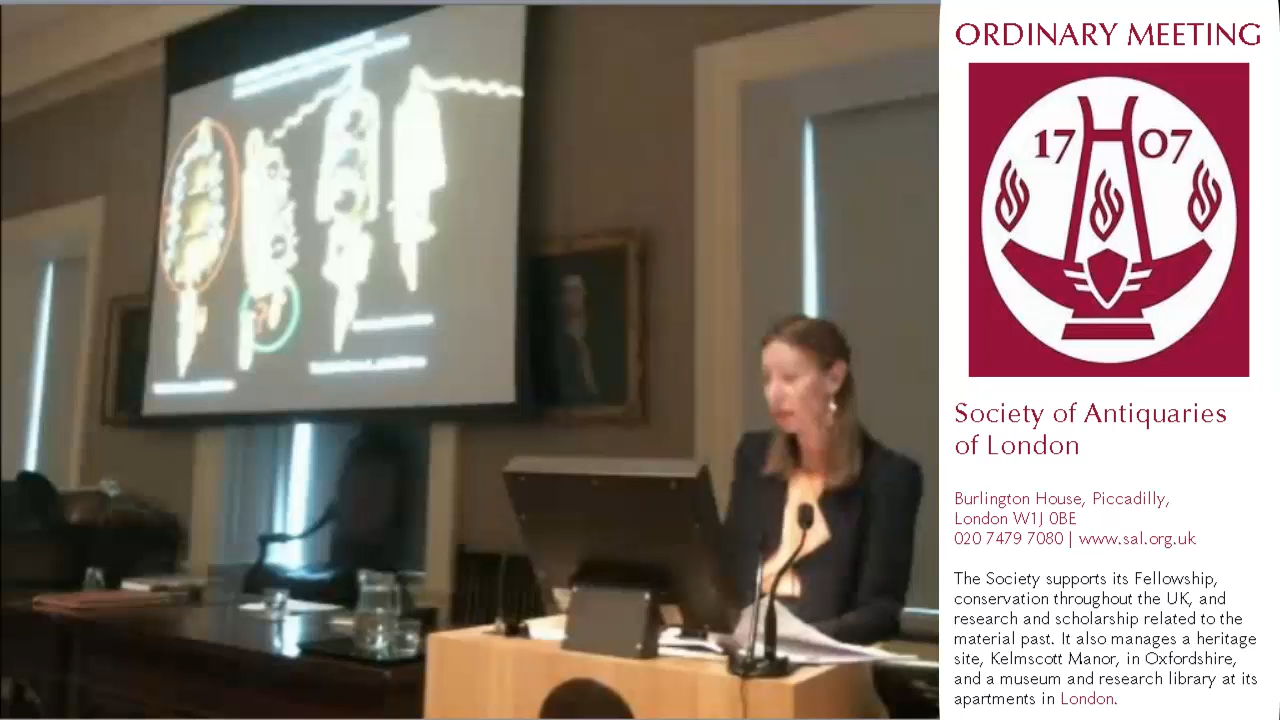 ORDINARY MEETING
17 07
Society of Antiquaries
of London
Burlington House, Piccadilly,
London W1J 0BE
020 7479 7080 | www.sal.org.uk
The Society supports its Fellowship,
conservation throughout the UK, and
research and scholarship related to the
material past. It also manages a heritage
site, Kelmscott Manor, in Oxfordshire,
and a museum and research library at its
apartments in London.